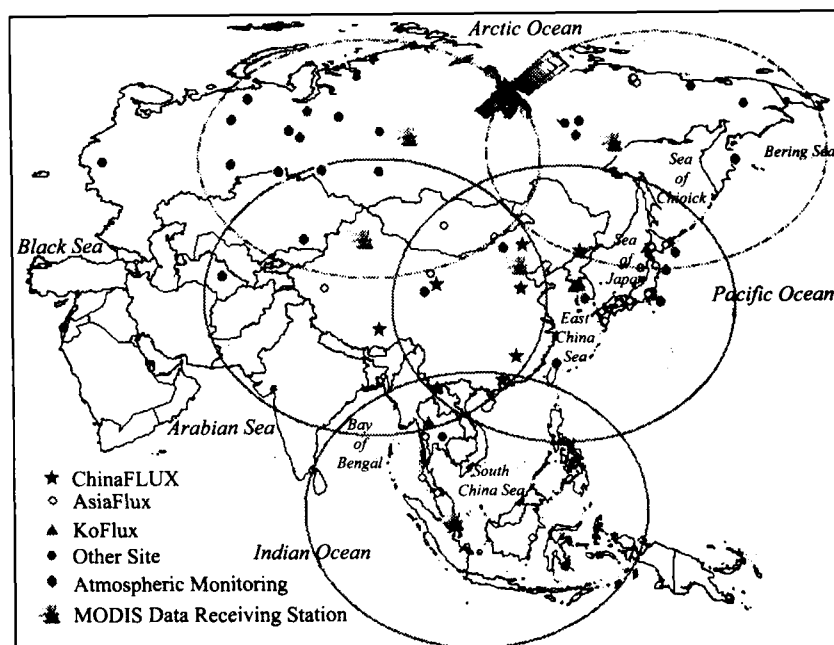 Arctic Ocean
Bering Sea
Sea
of
Chioick
Black Sea
Sea
of
Japan
Pacific Ocean
East
China
Sea
Arabian Sea
Bay
of
Bengal
South
China Sea
Indian Ocean
ChinaFLUX
AsiaFlux
KoFlux
Other Site
Atmospheric Monitoring
MODIS Data Receiving Station